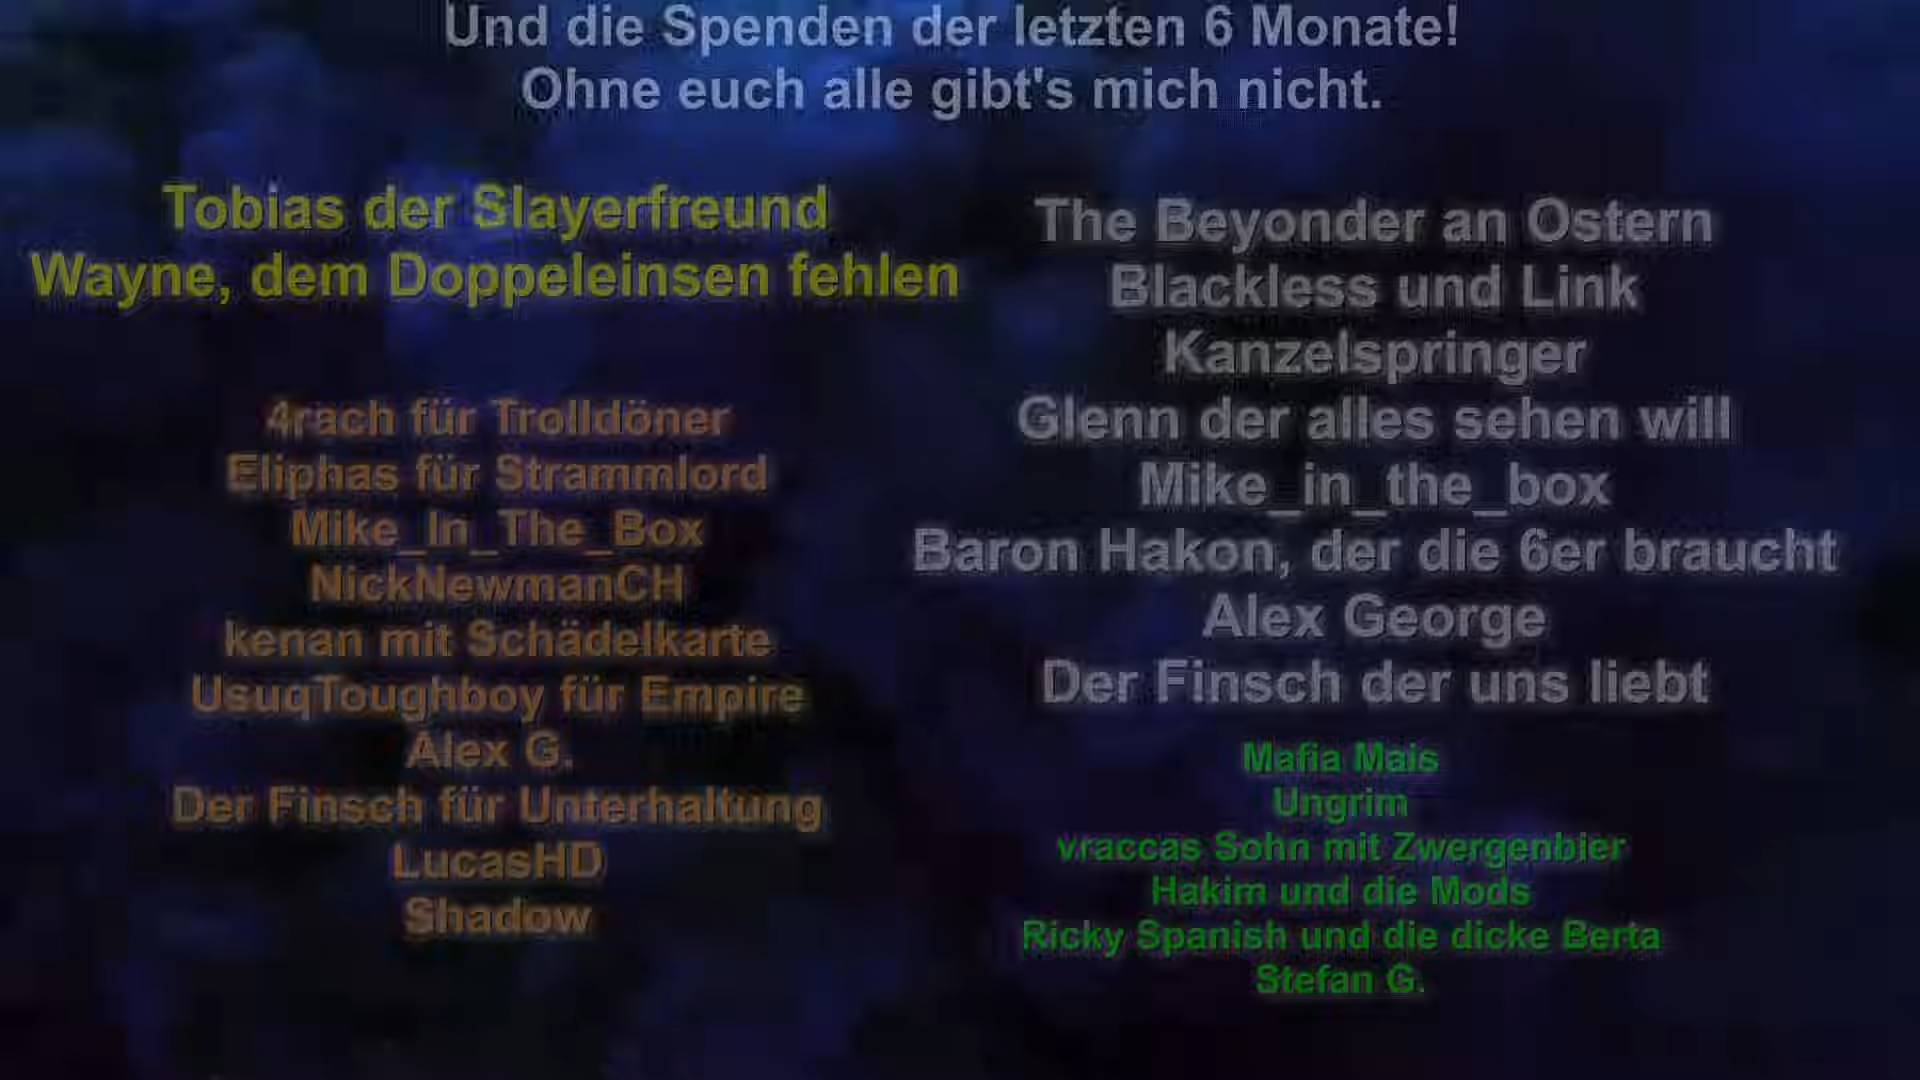 Und die Spenden der letzten 6 Monate!
Ohne euch alle gibt's mich nicht.
Tobias der Slayerfreund
Wayne, dem Doppeleinsen fehlen
4rach für Trolldöner
Eliphas für Strammlord
Mike_In_The_Box
NickNewmanCH
kenan mit Schädelkarte
UsuqToughboy für Empire
Alex G.
Der Finsch für Unterhaltung
LucasHD
Shadow
The Beyonder an Ostern
Blackless und Link
Kanzelspringer
Glenn der alles sehen will
Mike_in_the_box
Baron Hakon, der die 6er braucht
Alex George
Der Finsch der uns liebt
Mafia Mais
Ungrim
vraccas Sohn mit Zwergenbier
Hakim und die Mods
Ricky Spanish und die dicke Berta
Stefan G.